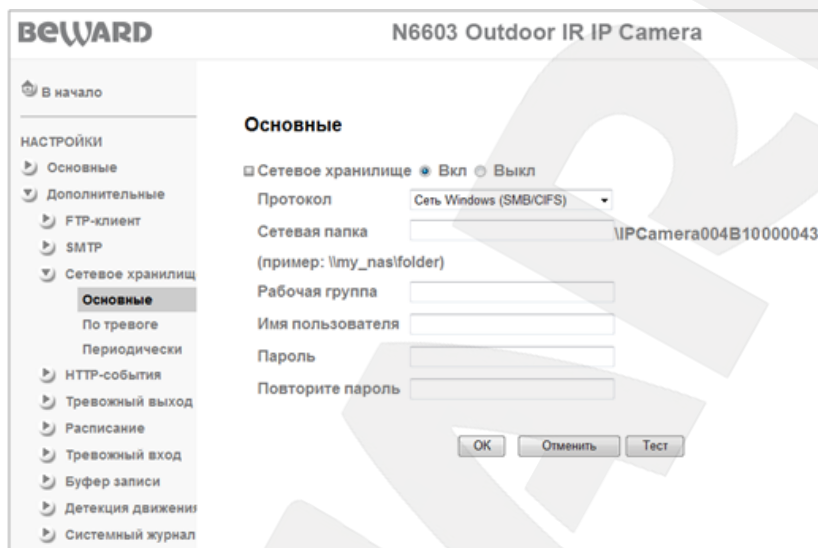 BEWARD
N6603 Outdoor IR IP Camera
В начало
НАСТРОЙКИ
Основные
Дополнительные
FTP-клиент
SMTP
Сетевое хранилищ
Основные
По тревоге
Периодически
HTTP-события
Тревожный выход
Расписание
Тревожный вход
Буфер записи
Детекция движения
Системный журнал
Основные
Сетевое хранилище Вкл Выкл
Протокол Сеть Windows (SMB/CIFS)
Сетевая папка \IPCamera004B10000043
(пример: \\my_nas\folder)
Рабочая группа
Имя пользователя
Пароль
Повторите пароль
OK Отменить Тест